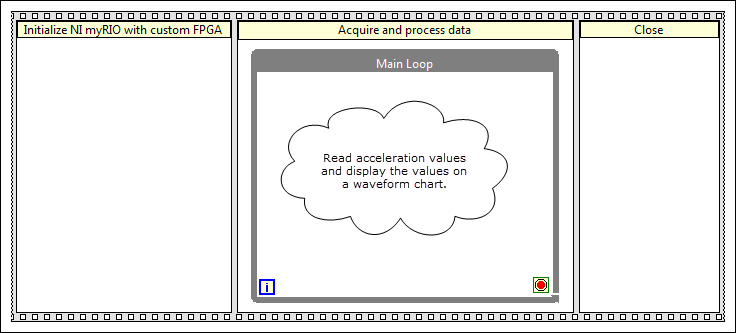 Initialize NI myRIO with custom FPGA
Acquire and process data
Close
Main Loop
Read acceleration values
and display the values on
a waveform chart.
i